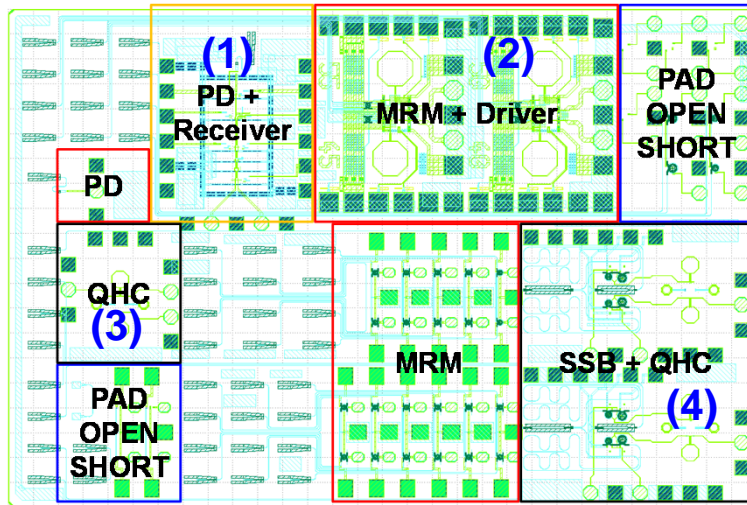 (1)
PD +
Receiver
(2)
MRM + Driver
PAD
OPEN
SHORT
PD
QHC
(3)
MRM
SSB + QHC
(4)
PAD
OPEN
SHORT